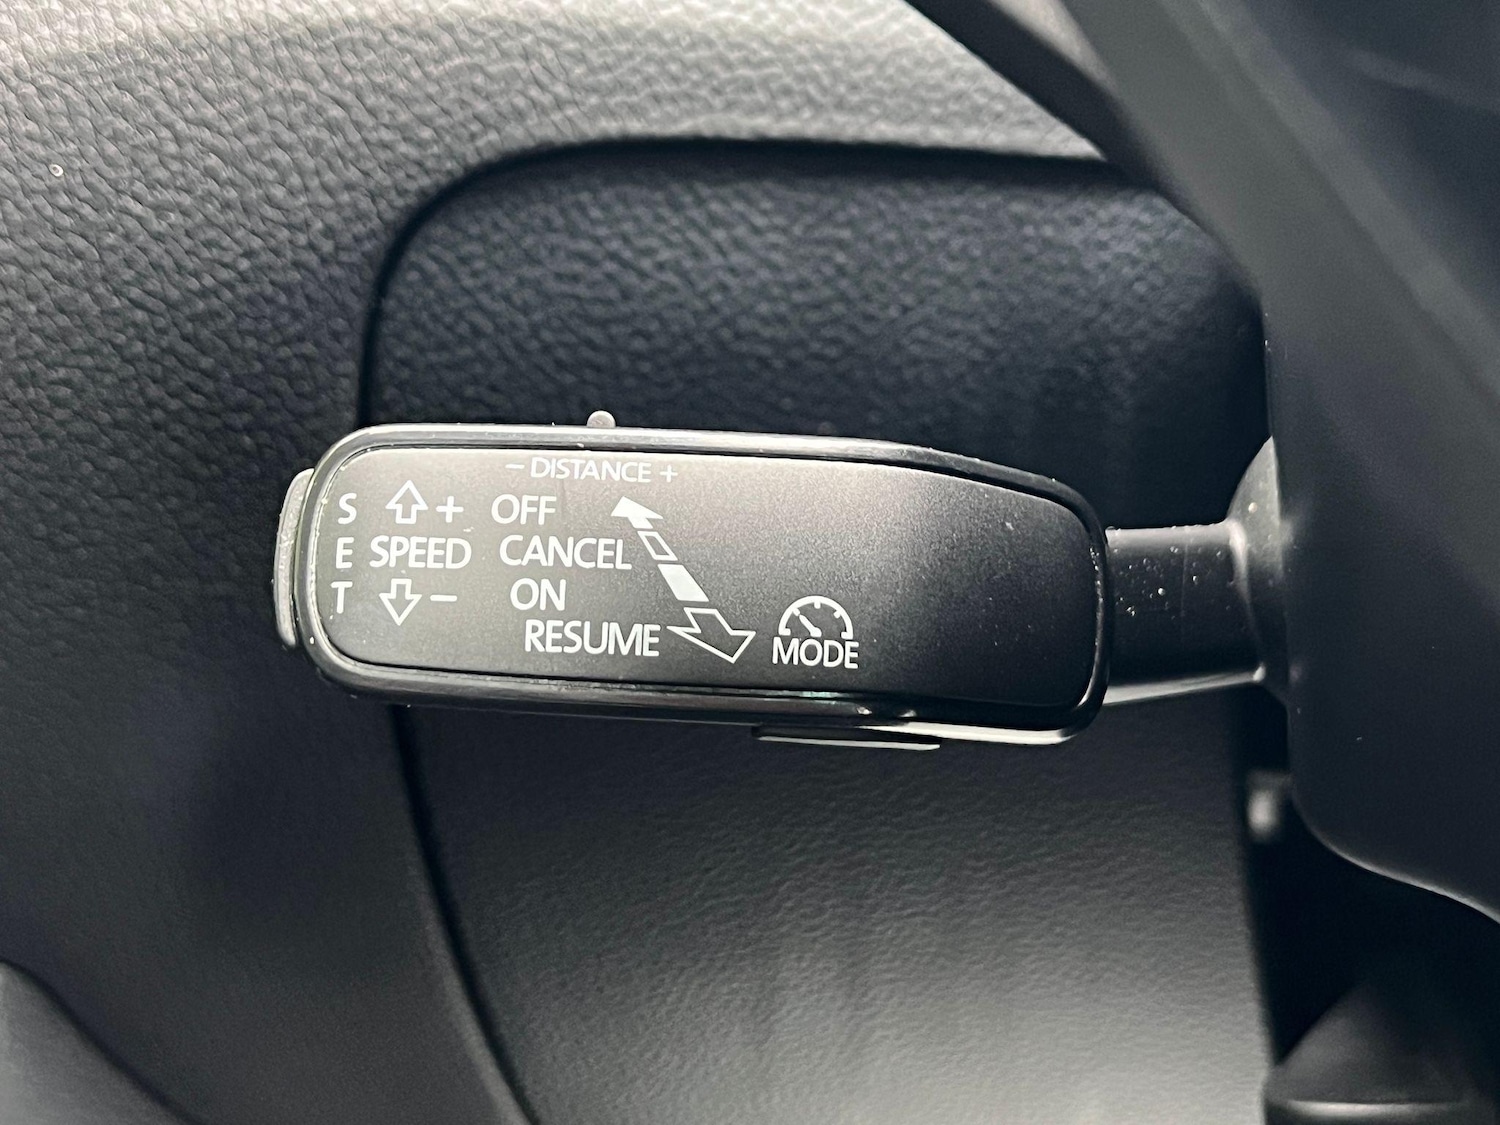 - DISTANCE +
S
E
T
+
SPEED
-
OFF
CANCEL
ON
RESUME
MODE